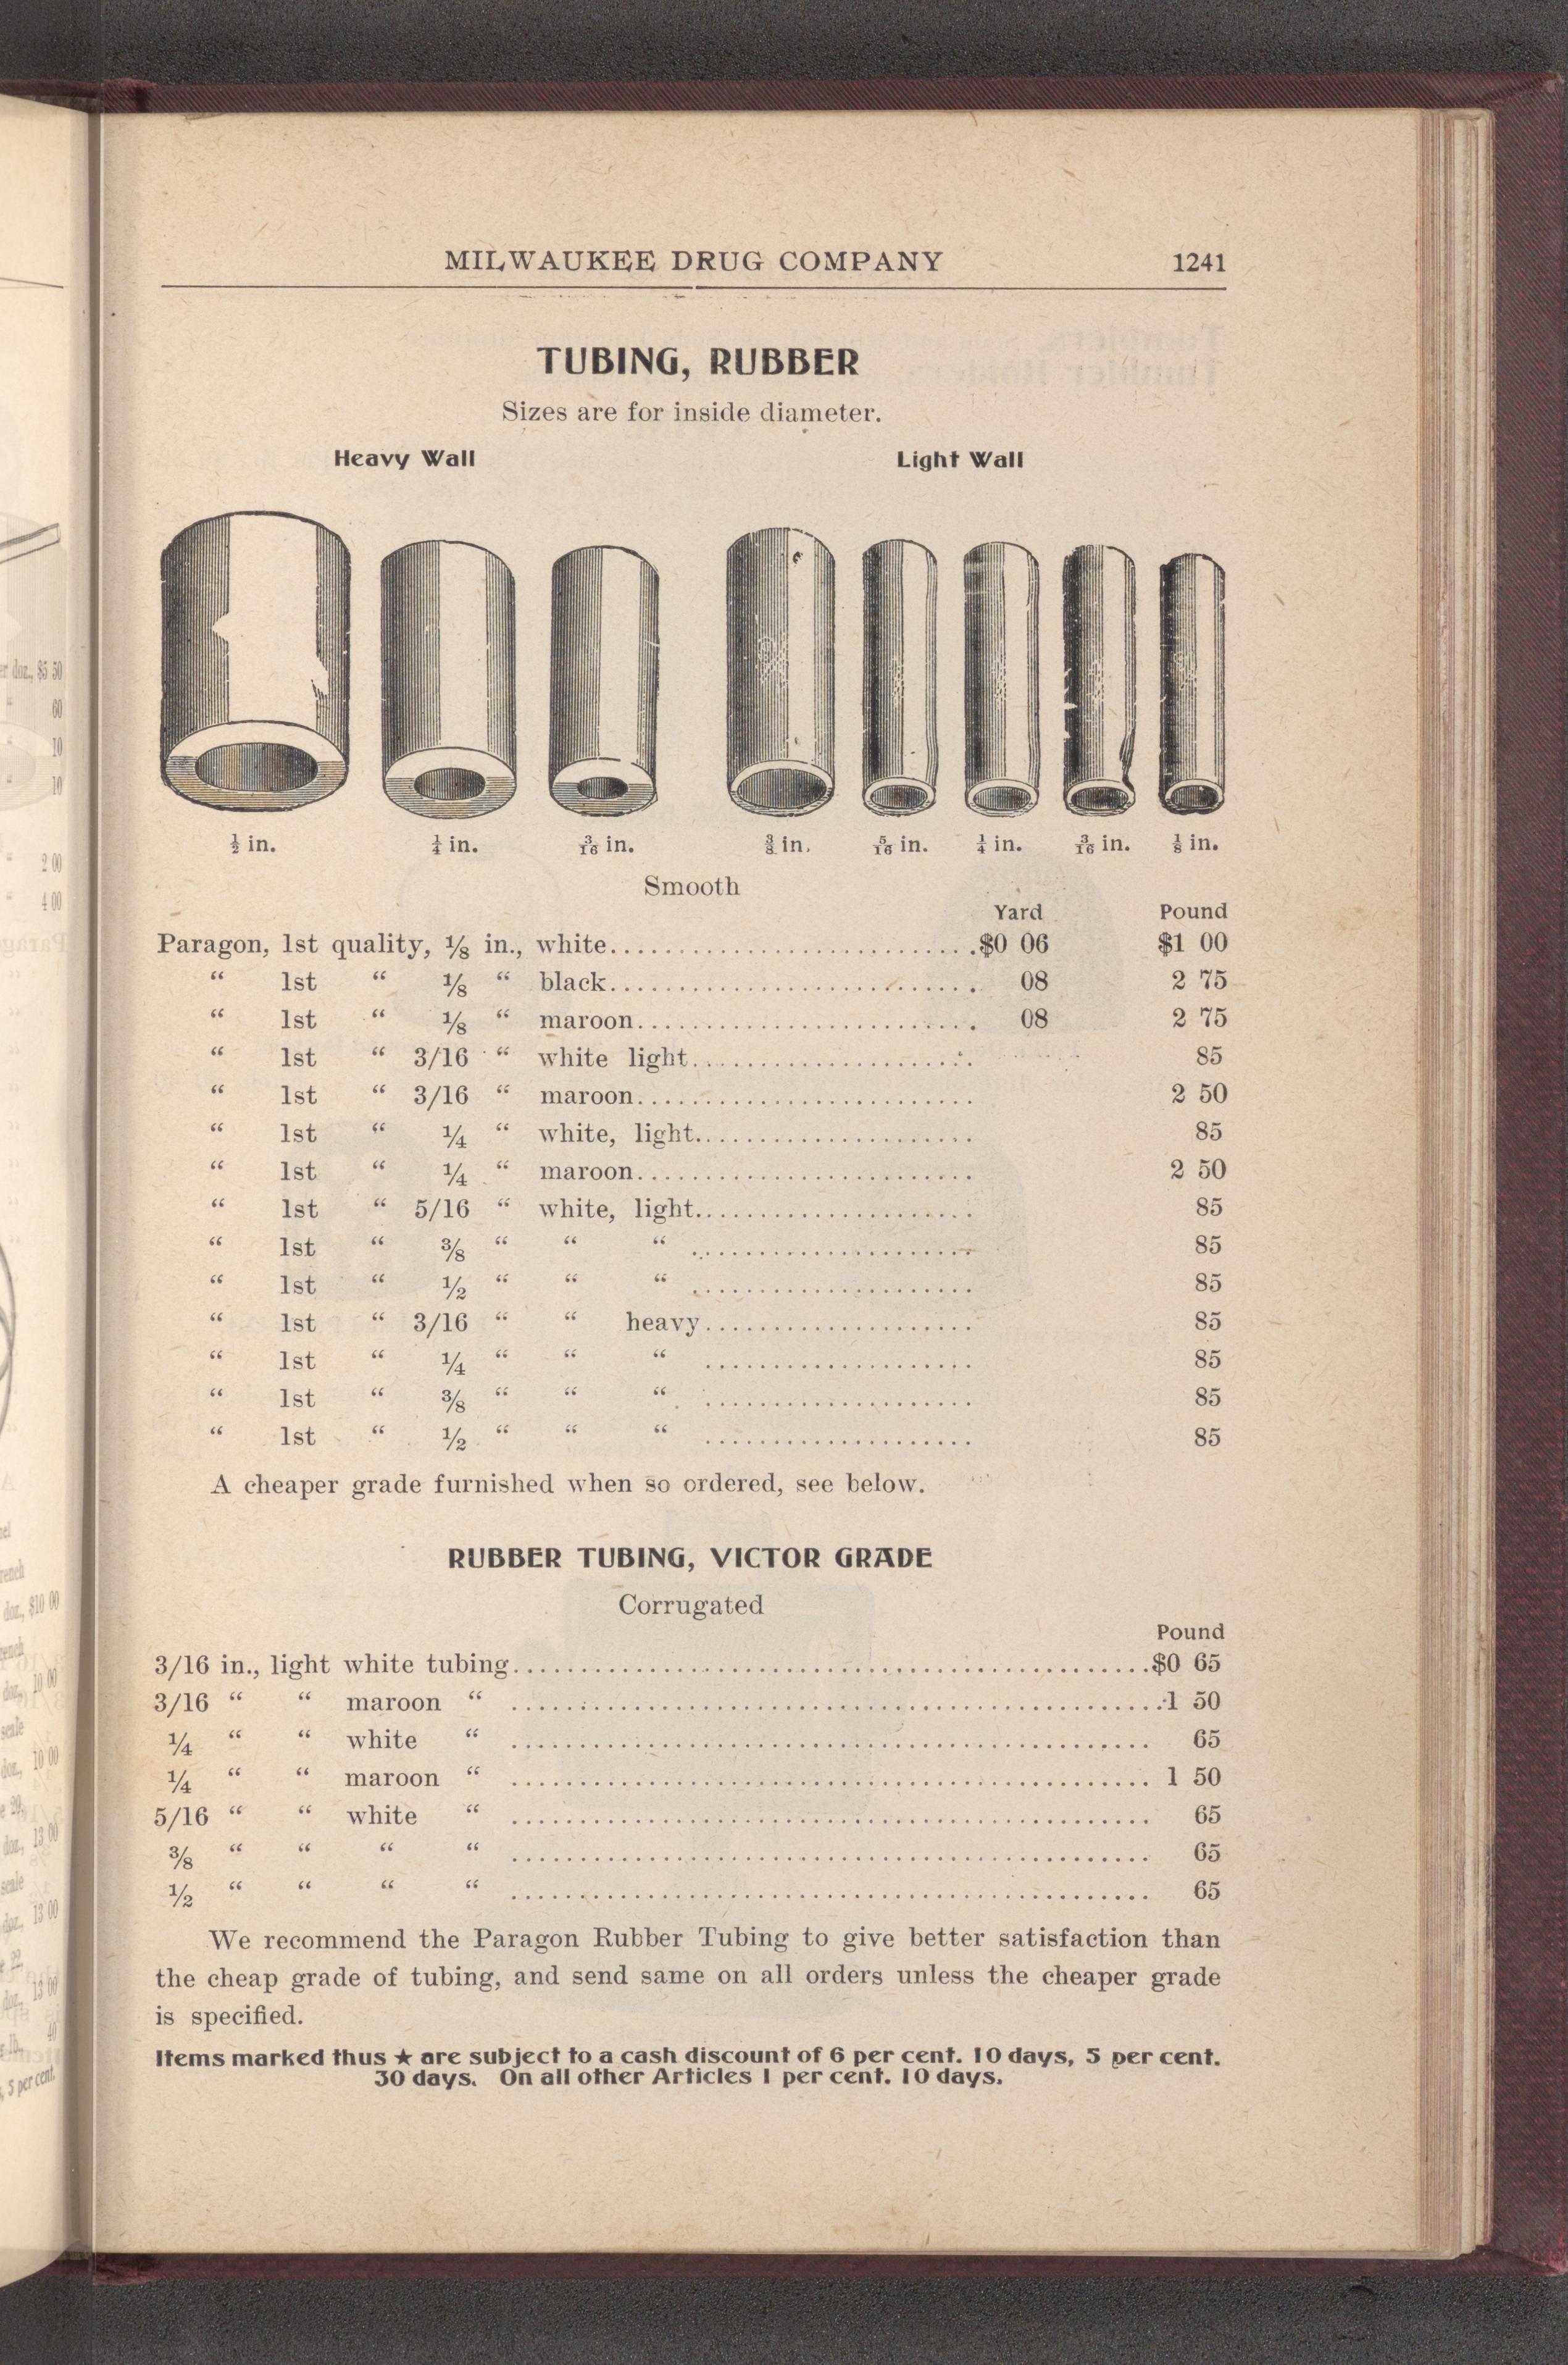 MILWAUKEE DRUG COMPANY 1241
TUBING, RUBBER
Sizes are for inside diameter.
Heavy Wall Light Wall
½ in. ¼ in. 3/16 in. ⅜ in. 5/16 in. ¼ in. 3/16 in. ⅛ in.
Smooth
Yard Pound
Paragon, 1st quality, ⅛ in., white..........................$0 06 $1 00
“ 1st “ ⅛ “ black.......................... 08 2 75
“ 1st “ ⅛ “ maroon........................ 08 2 75
“ 1st “ 3/16 “ white light.................... 85
“ 1st “ 3/16 “ maroon........................ 2 50
“ 1st “ ¼ “ white, light.................... 85
“ 1st “ ¼ “ maroon........................ 2 50
“ 1st “ 5/16 “ white, light.................... 85
“ 1st “ ⅜ “ “ “ .................... 85
“ 1st “ ½ “ “ “ .................... 85
“ 1st “ 3/16 “ “ heavy................... 85
“ 1st “ ¼ “ “ “ ................... 85
“ 1st “ ⅜ “ “ “ ................... 85
“ 1st “ ½ “ “ “ ................... 85
A cheaper grade furnished when so ordered, see below.
RUBBER TUBING, VICTOR GRADE
Corrugated
Pound
3/16 in., light white tubing.............................................$0 65
3/16 “ “ maroon “ .............................................1 50
¼ “ “ white “ ............................................. 65
¼ “ “ maroon “ ............................................. 1 50
5/16 “ “ white “ ............................................. 65
⅜ “ “ “ “ ............................................. 65
½ “ “ “ “ ............................................. 65
We recommend the Paragon Rubber Tubing to give better satisfaction than
the cheap grade of tubing, and send same on all orders unless the cheaper grade
is specified.
Items marked thus ★ are subject to a cash discount of 6 per cent. 10 days, 5 per cent.
30 days. On all other Articles 1 per cent. 10 days.